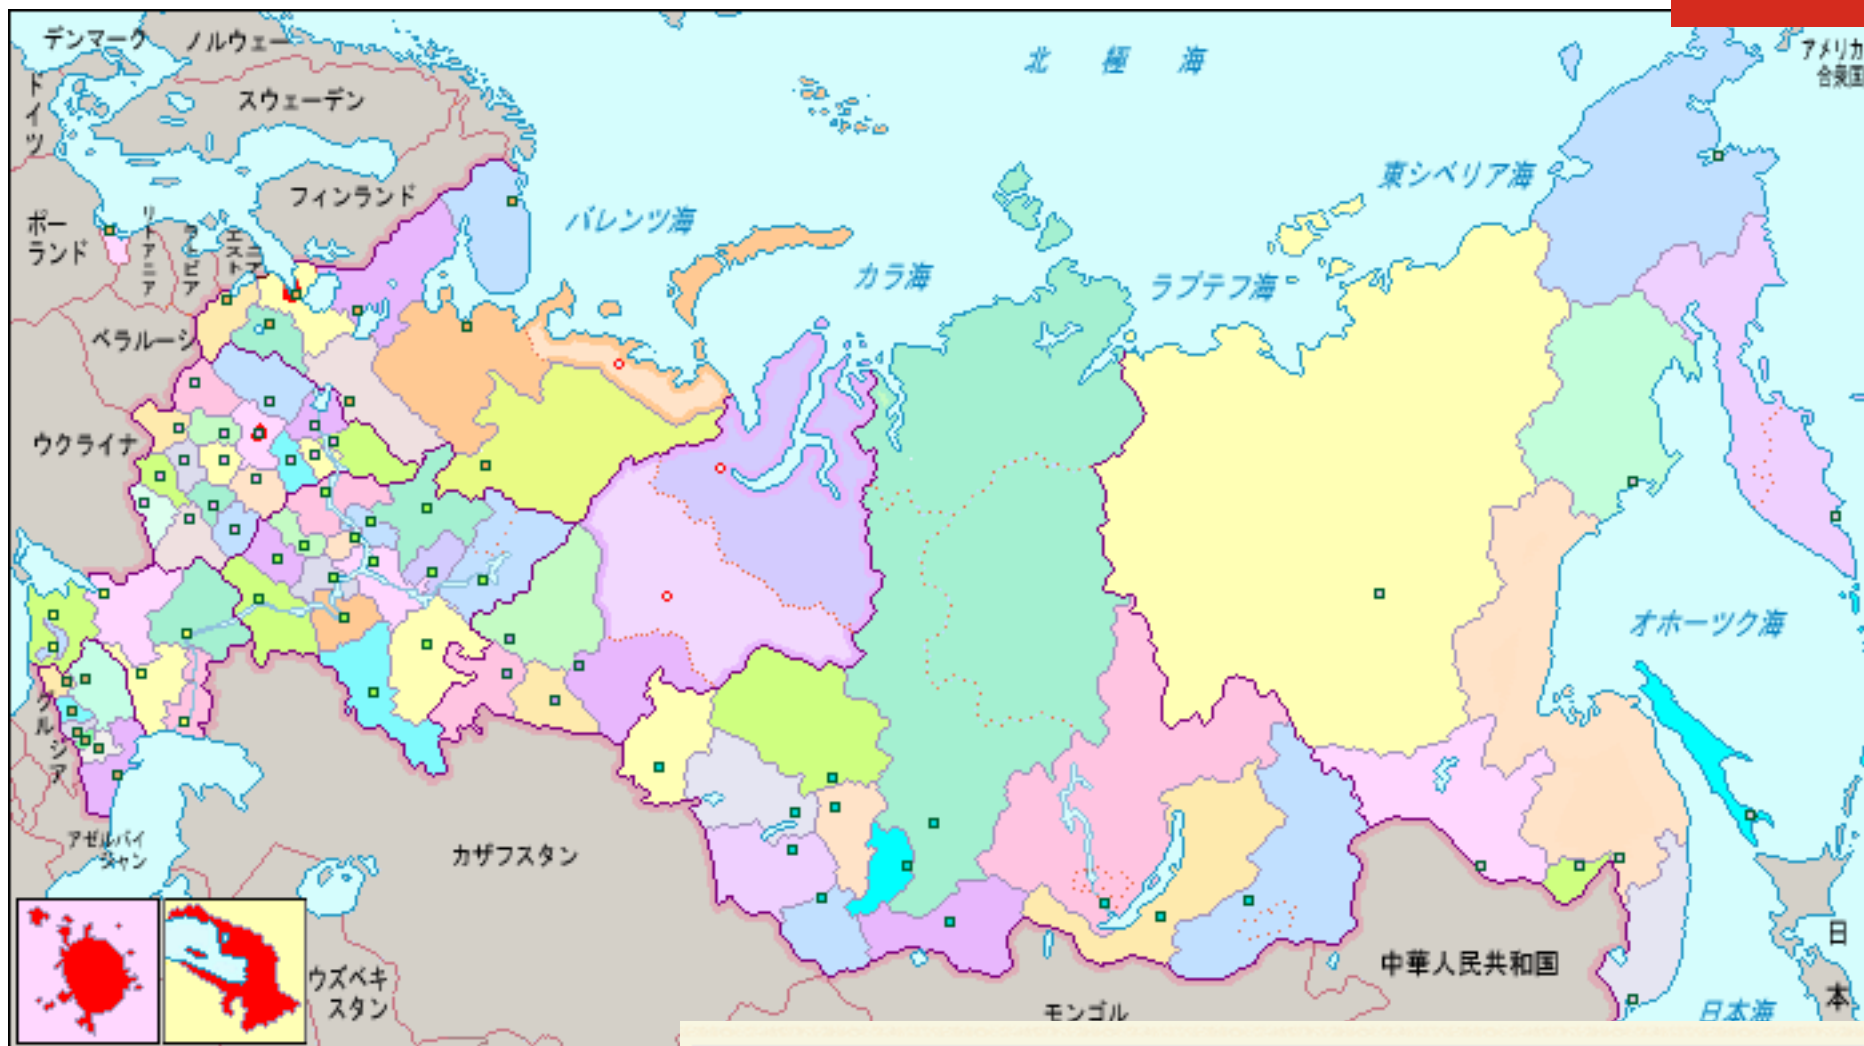 デンマーク
ノルウェー
ドイツ
スウェーデン
北極海
アメリカ
合衆国
フィンランド
東シベリア海
ポー
ランド
リトアニア
ラトビア
エスト
ニア
バレンツ海
カラ海
ラプテフ海
ベラルーシ
ウクライナ
オホーツク海
グルジア
アゼルバイ
ジャン
カザフスタン
ウズベキ
スタン
モンゴル
中華人民共和国
日本
日本海